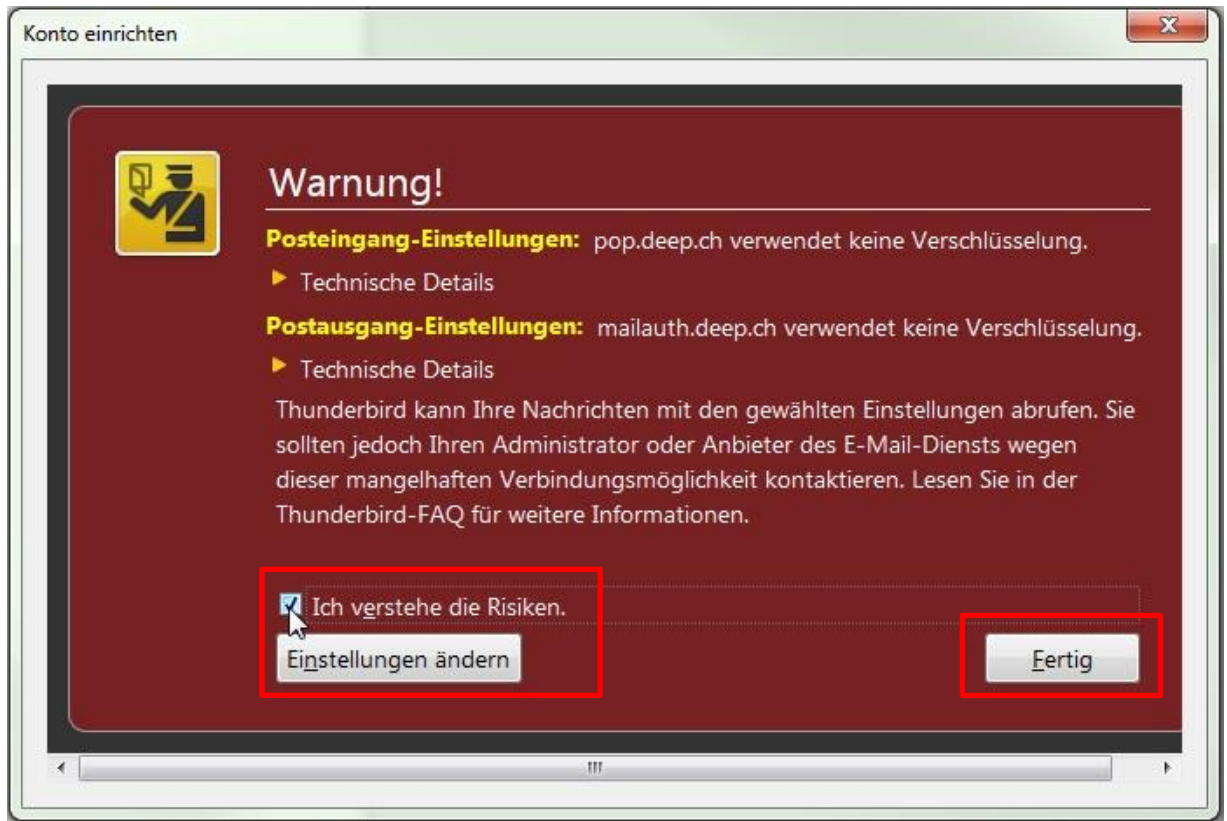 Konto einrichten
Warnung!
Posteingang-Einstellungen: pop.deep.ch verwendet keine Verschlüsselung.
Technische Details
Postausgang-Einstellungen: mailauth.deep.ch verwendet keine Verschlüsselung.
Technische Details
Thunderbird kann Ihre Nachrichten mit den gewählten Einstellungen abrufen. Sie
sollten jedoch Ihren Administrator oder Anbieter des E-Mail-Diensts wegen
dieser mangelhaften Verbindungsmöglichkeit kontaktieren. Lesen Sie in der
Thunderbird-FAQ für weitere Informationen.
Ich verstehe die Risiken.
Einstellungen ändern
Fertig